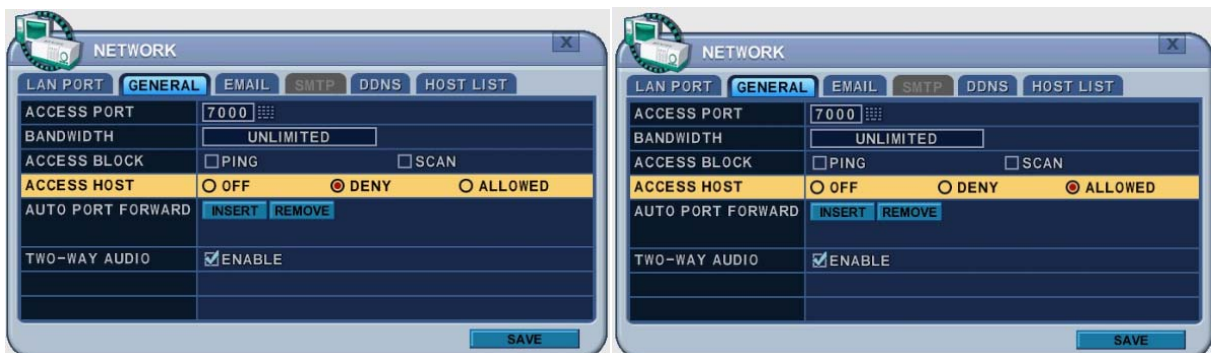 NETWORK
X
LAN PORT GENERAL EMAIL SMTP DDNS HOST LIST
ACCESS PORT 7000
BANDWIDTH UNLIMITED
ACCESS BLOCK PING SCAN
ACCESS HOST OFF DENY ALLOWED
AUTO PORT FORWARD INSERT REMOVE
TWO-WAY AUDIO ENABLE
SAVE
NETWORK
X
LAN PORT GENERAL EMAIL SMTP DDNS HOST LIST
ACCESS PORT 7000
BANDWIDTH UNLIMITED
ACCESS BLOCK PING SCAN
ACCESS HOST OFF DENY ALLOWED
AUTO PORT FORWARD INSERT REMOVE
TWO-WAY AUDIO ENABLE
SAVE